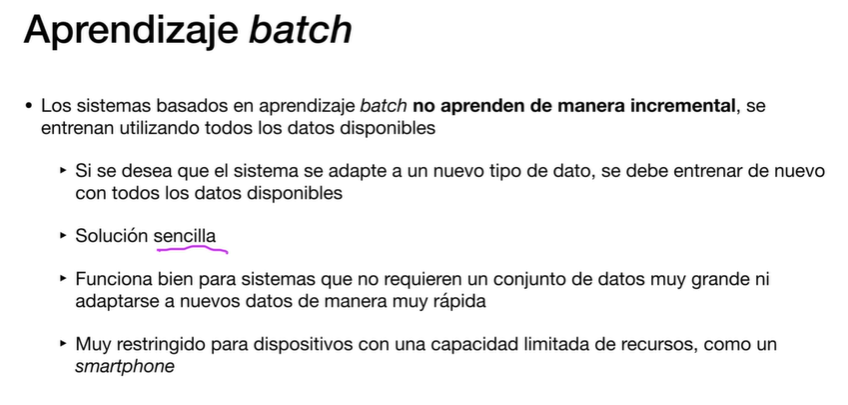 Aprendizaje batch
• Los sistemas basados en aprendizaje batch no aprenden de manera incremental, se
entrenan utilizando todos los datos disponibles
‣ Si se desea que el sistema se adapte a un nuevo tipo de dato, se debe entrenar de nuevo
con todos los datos disponibles
‣ Solución sencilla
‣ Funciona bien para sistemas que no requieren un conjunto de datos muy grande ni
adaptarse a nuevos datos de manera muy rápida
‣ Muy restringido para dispositivos con una capacidad limitada de recursos, como un
smartphone